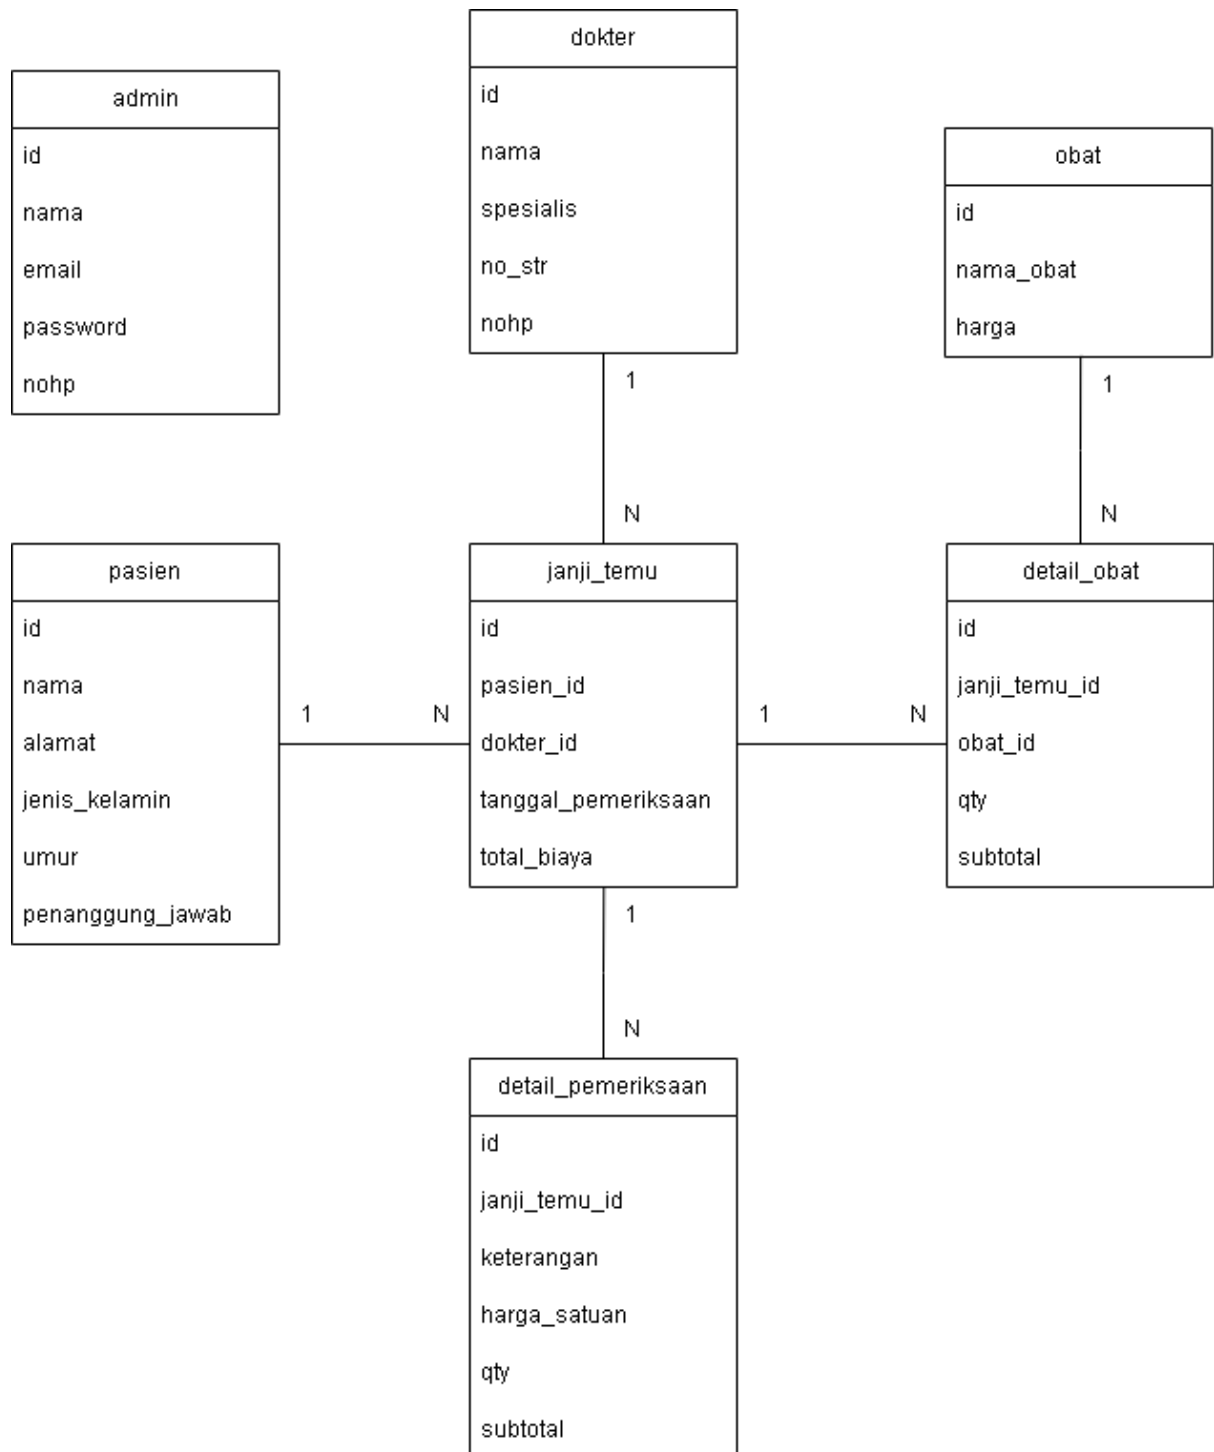 dokter
id
nama
spesialis
no_str
nohp
admin
id
nama
email
password
nohp
obat
id
nama_obat
harga
1
N
1
N
pasien
id
nama
alamat
jenis_kelamin
umur
penanggung_jawab
1
N
janji_temu
id
pasien_id
dokter_id
tanggal_pemeriksaan
total_biaya
1
N
detail_obat
id
janji_temu_id
obat_id
qty
subtotal
1
N
detail_pemeriksaan
id
janji_temu_id
keterangan
harga_satuan
qty
subtotal